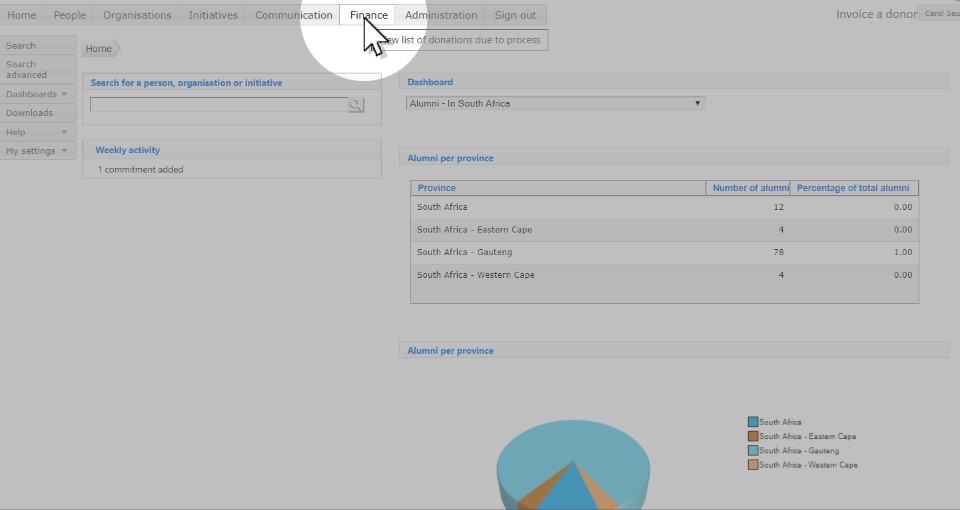 Home People Organisations Initiatives Communication Finance Administration Sign out
Invoice a donor
Carol
list of donations due to process
Search
Search
advanced
Dashboards
Downloads
Help
My settings
Home
Search for a person, organisation or initiative
Weekly activity
1 commitment added
Dashboard
Alumni - In South Africa
Alumni per province
Province Number of alumni Percentage of total alumni
South Africa 12 0.00
South Africa - Eastern Cape 4 0.00
South Africa - Gauteng 78 1.00
South Africa - Western Cape 4 0.00
Alumni per province
South Africa
South Africa - Eastern Cape
South Africa - Gauteng
South Africa - Western Cape